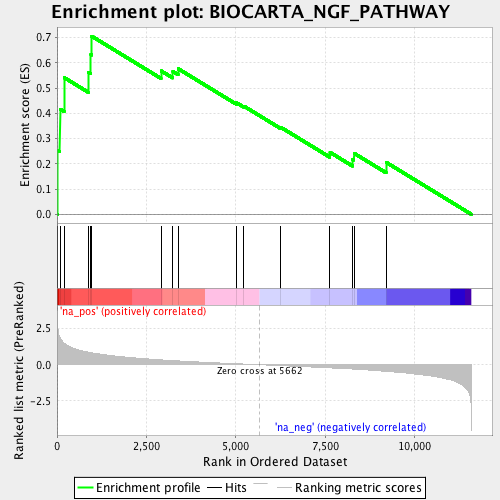 Enrichment plot: BIOCARTA_NGF_PATHWAY
Enrichment score (ES)
0.7
0.6
0.5
0.4
0.3
0.2
0.1
0.0
'na_pos' (positively correlated)
Ranked list metric (PreRanked)
2.5
0.0
-2.5
Zero cross at 5662
'na_neg' (negatively correlated)
0
2,500
5,000
7,500
10,000
Rank in Ordered Dataset
Enrichment profile
Hits
Ranking metric scores